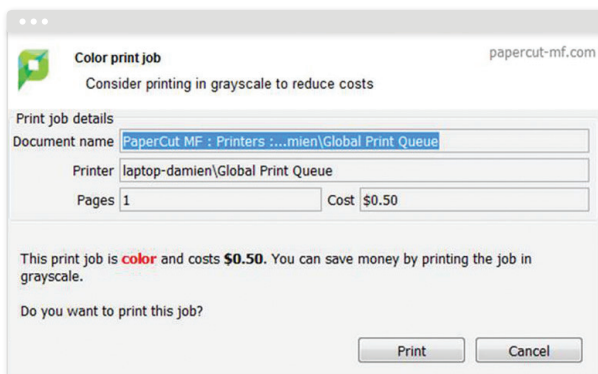 papercut-mf.com
Color print job
Consider printing in grayscale to reduce costs
Print job details
Document name PaperCut MF : Printers :...mien\Global Print Queue
Printer laptop-damien\Global Print Queue
Pages 1 Cost $0.50
This print job is color and costs $0.50. You can save money by printing the job in
grayscale.
Do you want to print this job?
Print Cancel